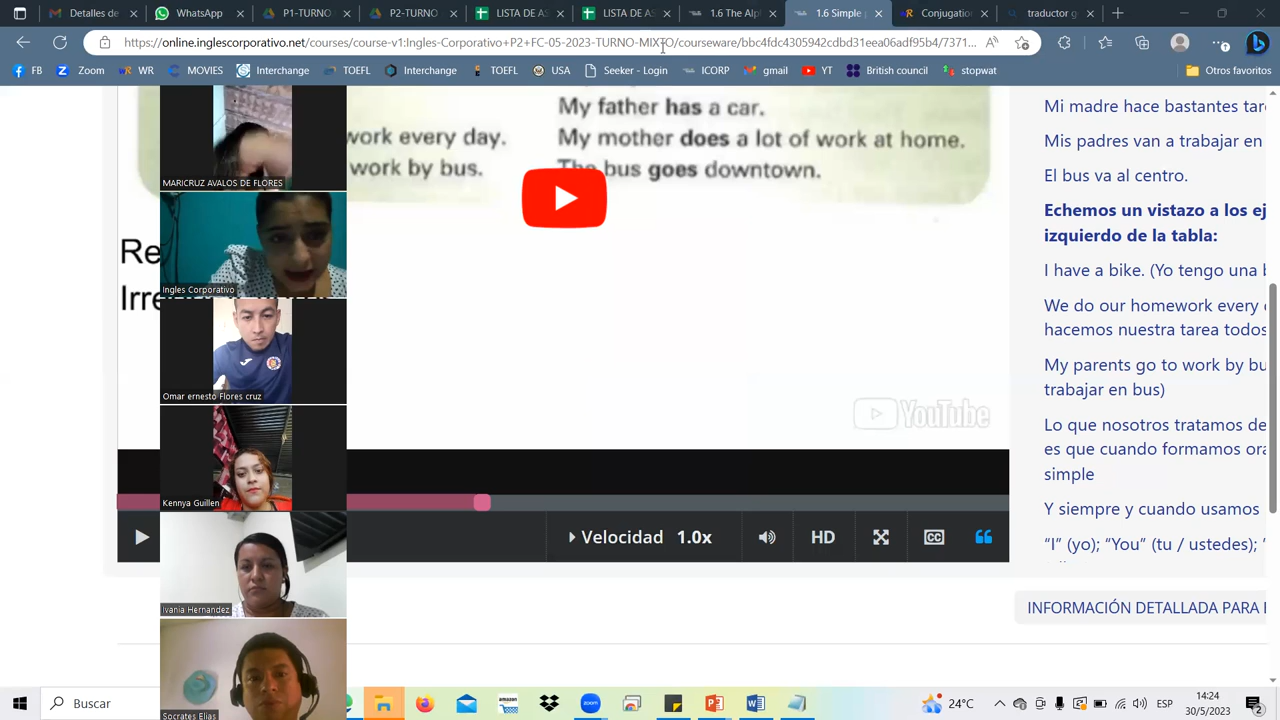 P1-TURNO
P2-TURNO
LISTA DE AS
LISTA DE AS
1.6 The Alp
1.6 Simple
Conjugation
traductor
https://online.inglescorporativo.net/courses/course-v1:Ingles-Corporativo+P2+FC-05-2023-TURNO-MIXTO/courseware/bbc4fdc4305942cdbd31eea06adf95b4/7371...
FB
Zoom
WC
MOVIES
Interchange
TOEFL
Interchange
TOEFL
USA
Seeker - Login
ICORP
gmail
YT
British council
stopwat
Otros favoritos
My father has a car.
work every day.
My mother does a lot of work at home.
work by bus.
The bus goes downtown.
Re
Irre
YouTube
Velocidad 1.0x
HD
CC
MARICRUZ AVALOS DE FLORES
Ingles Corporativo
Omar ernesto Flores cruz
Kennya Guillen
Ivania Hernandez
Socrates Elias
Mi madre hace bastantes tar
Mis padres van a trabajar en
El bus va al centro.
Echemos un vistazo a los ej
izquierdo de la tabla:
I have a bike. (Yo tengo una b
We do our homework every
hacemos nuestra tarea todos
My parents go to work by bu
trabajar en bus)
Lo que nosotros tratamos de
es que cuando formamos ora
simple
Y siempre y cuando usamos
“I” (yo); “You” (tu / ustedes);
INFORMACIÓN DETALLADA PARA
Buscar
24°C
ESP
14:24
30/5/2023
2